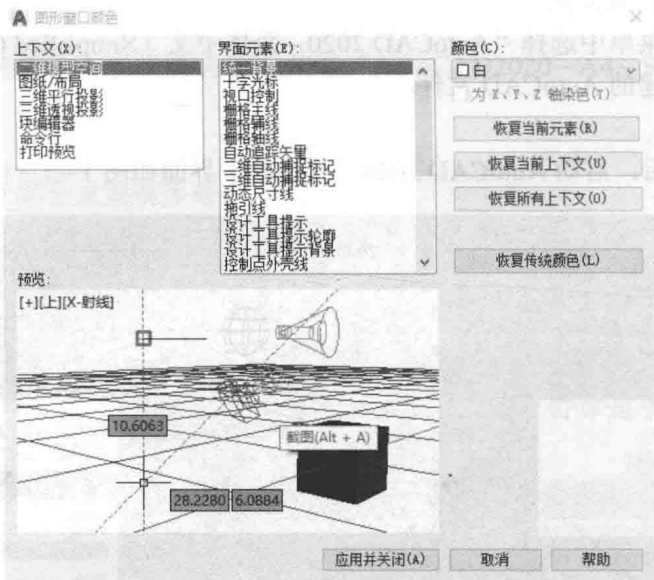 图形窗口颜色
上下文(X):
二维模型空间
图纸/布局
三维平行投影
三维透视投影
块编辑器
命令行
打印预览
界面元素(E):
统一背景
十字光标
视口控制
栅格主线
栅格辅线
栅格轴线
自动追踪矢量
二维自动捕捉标记
三维自动捕捉标记
动态尺寸线
拖引线
设计工具提示
设计工具提示轮廓
设计工具提示背景
控制点外壳线
颜色(C):
白
为 X、Y、Z 轴染色(T)
恢复当前元素(R)
恢复当前上下文(U)
恢复所有上下文(O)
恢复传统颜色(L)
预览:
[+][上][X-射线]
10.6063
截图(Alt + A)
28.2280 6.0884
应用并关闭(A) 取消 帮助